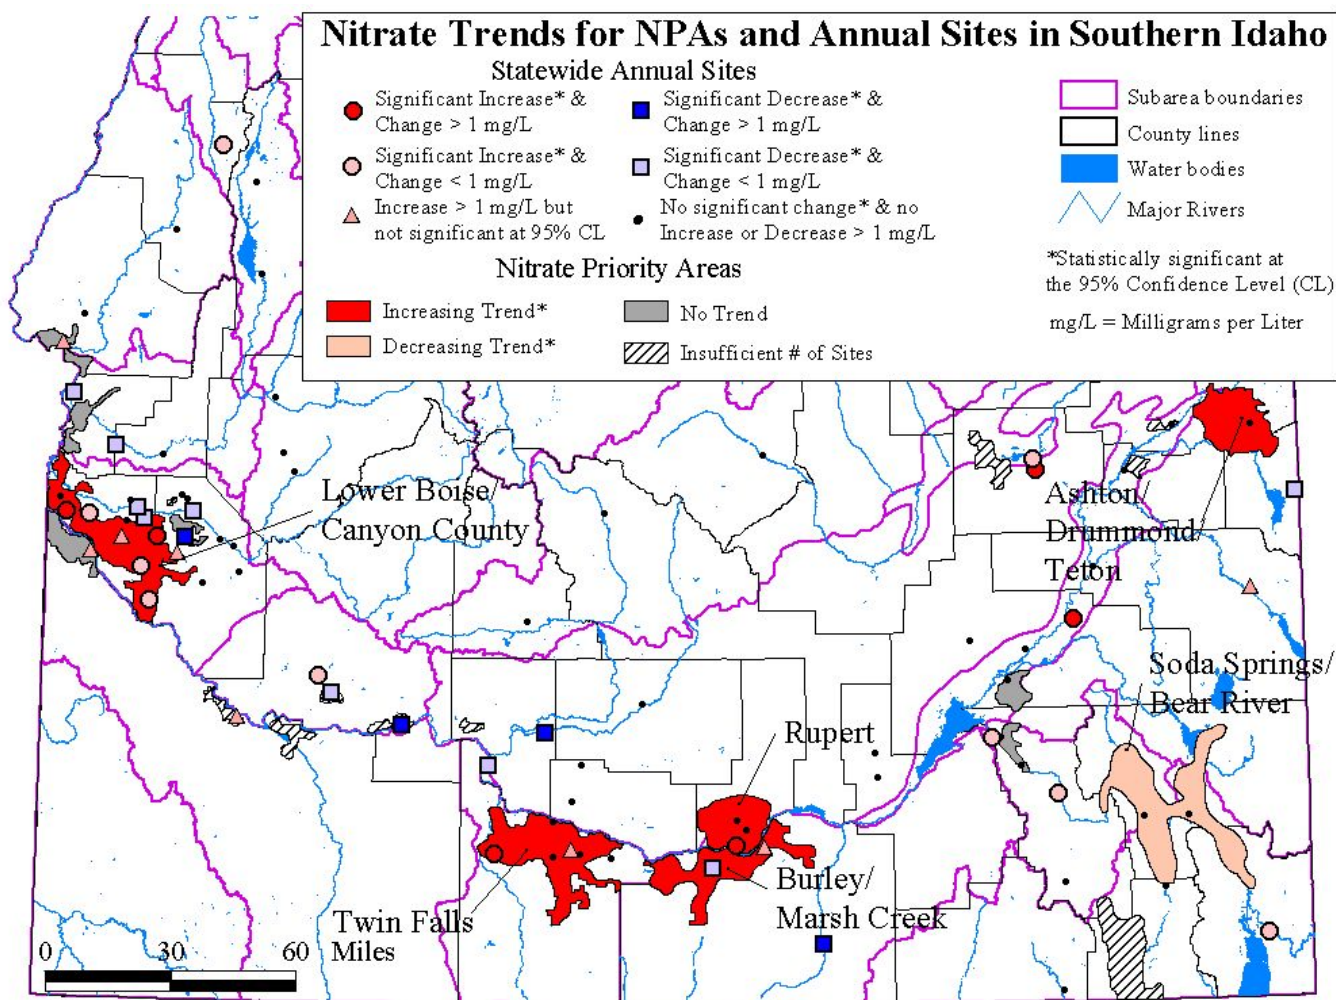 Nitrate Trends for NPAs and Annual Sites in Southern Idaho
Statewide Annual Sites
Significant Increase* &
Change > 1 mg/L
Significant Increase* &
Change < 1 mg/L
Increase > 1 mg/L but
not significant at 95% CL
Significant Decrease* &
Change > 1 mg/L
Significant Decrease* &
Change < 1 mg/L
No significant change* & no
Increase or Decrease > 1 mg/L
Subarea boundaries
County lines
Water bodies
Major Rivers
*Statistically significant at
the 95% Confidence Level (CL)
mg/L = Milligrams per Liter
Nitrate Priority Areas
Increasing Trend*
Decreasing Trend*
No Trend
Insufficient # of Sites
Lower Boise/
Canyon County
Ashton/
Drummond/
Teton
Soda Springs/
Bear River
Rupert
Burley/
Marsh Creek
Twin Falls
Miles
0 30 60